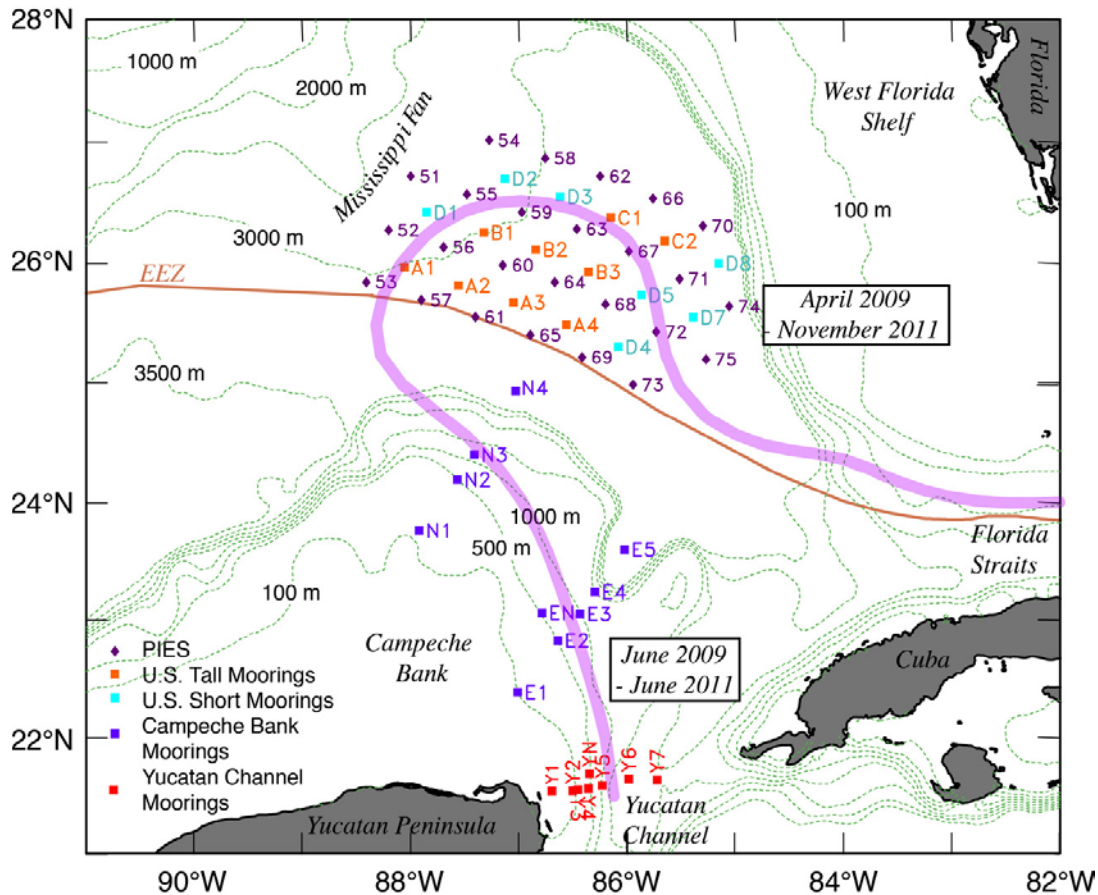 28°N
26°N
24°N
22°N
90°W
88°W
86°W
84°W
82°W
1000 m
2000 m
3000 m
3500 m
Mississippi Fan
West Florida
Shelf
Florida
100 m
EEZ
54
58
51
62
D2
55
D3
66
D1
59
C1
52
B1
63
70
56
B2
67
C2
A1
60
B3
D8
53
A2
64
71
57
A3
68
D5
74
61
A4
D7
65
72
69
D4
75
73
April 2009
- November 2011
N4
N3
N2
N1
1000 m
500 m
100 m
E5
E4
EN
E3
E2
E1
Florida
Straits
Campeche
Bank
June 2009
- June 2011
Cuba
PIES
U.S. Tall Moorings
U.S. Short Moorings
Campeche Bank
Moorings
Yucatan Channel
Moorings
Y1
Y2
Y3
YN
Y4
Y5
Y6
Y7
Yucatan Peninsula
Yucatan
Channel